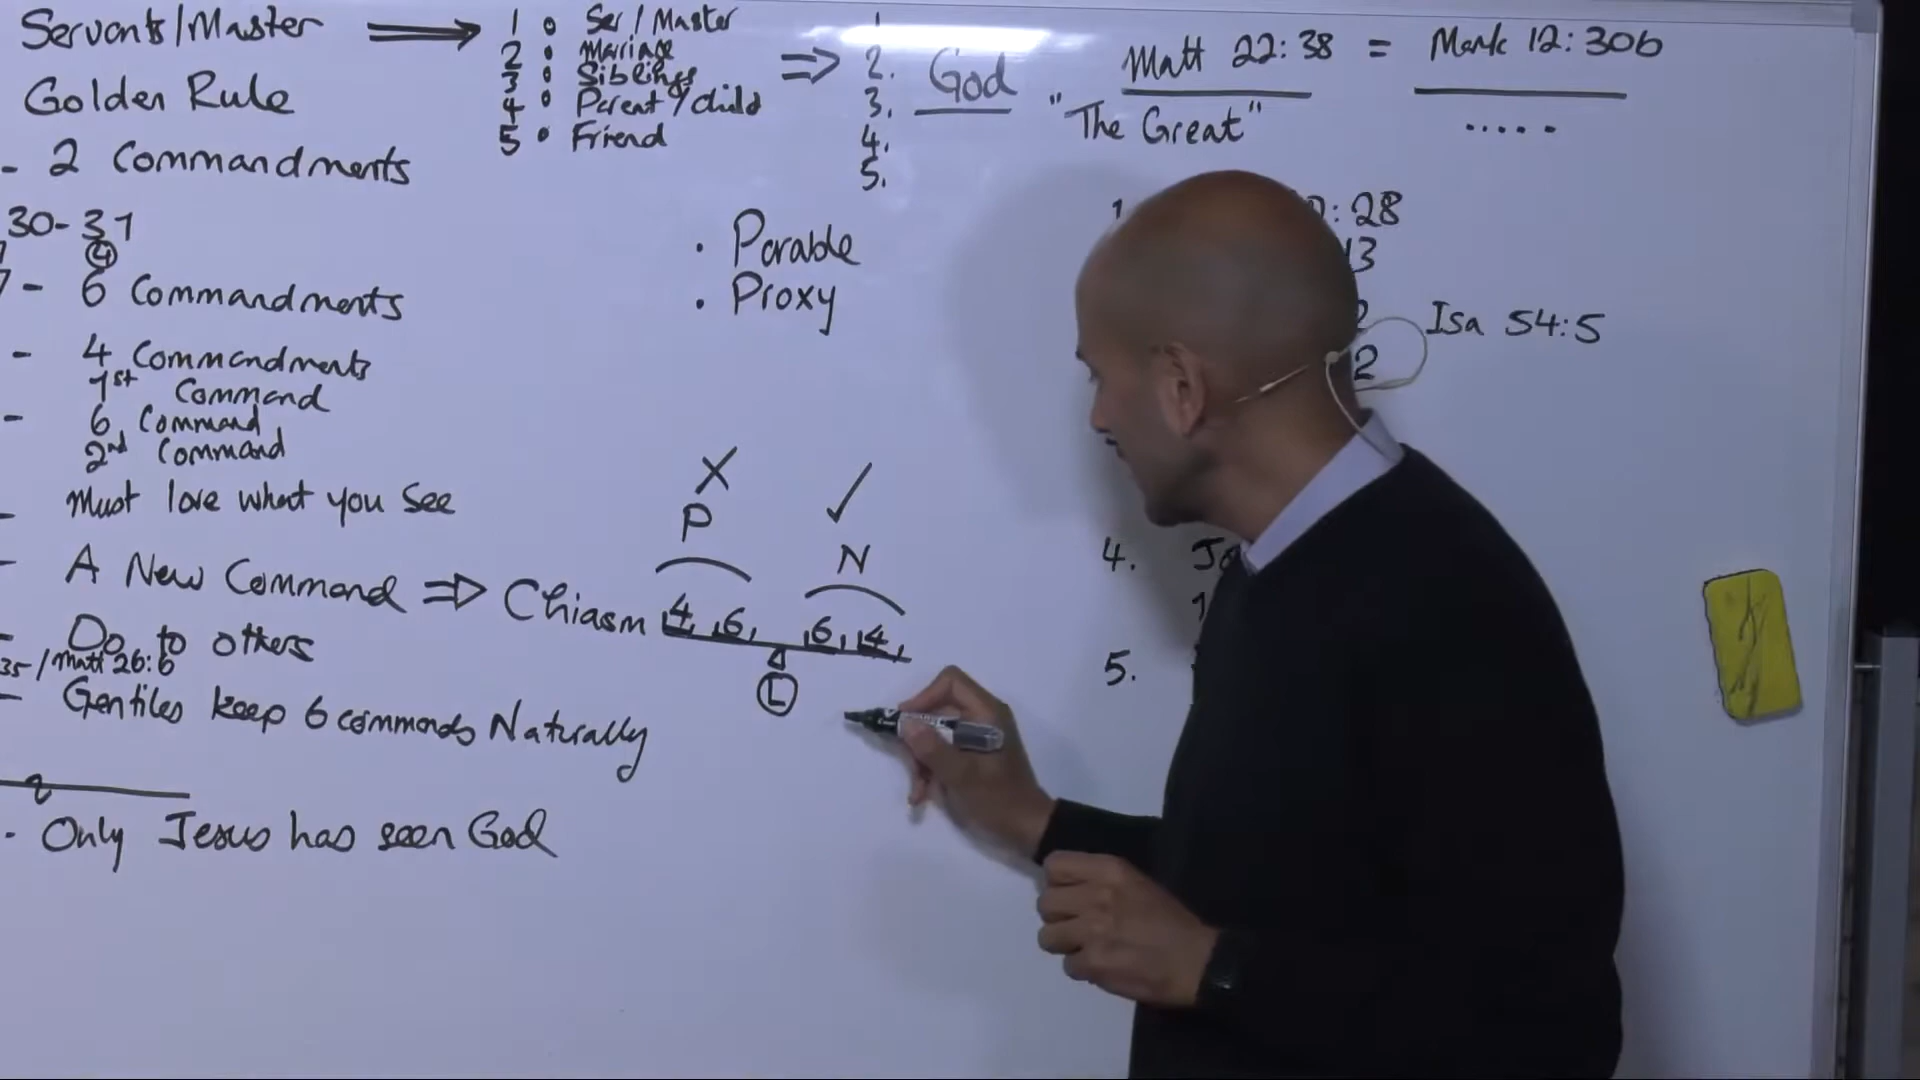 Servants/Master
Golden Rule
- 2 Commandments
30-31
4
- 6 Commandments
- 4 Commandments
1st Command
- 6 Command
2nd Command
- Must love what you See
- A New Command ⇒ Chiasm
- Do to others
35-/Matt 26:6
- Gentiles keep 6 commands Naturally
- Only Jesus has seen God
1 • Ser/Master
2 • Marriage
3 • Siblings
4 • Parent/child
5 • Friend
⇒
1
2.
3.
4.
5.
God
Matt 22:38 = Mark 12:30b
"The Great"
.....
• Parable
• Proxy
X
P
✓
N
4, 6, 6, 4,
L
1
:28
13
2
Isa 54:5
2
4.
5.